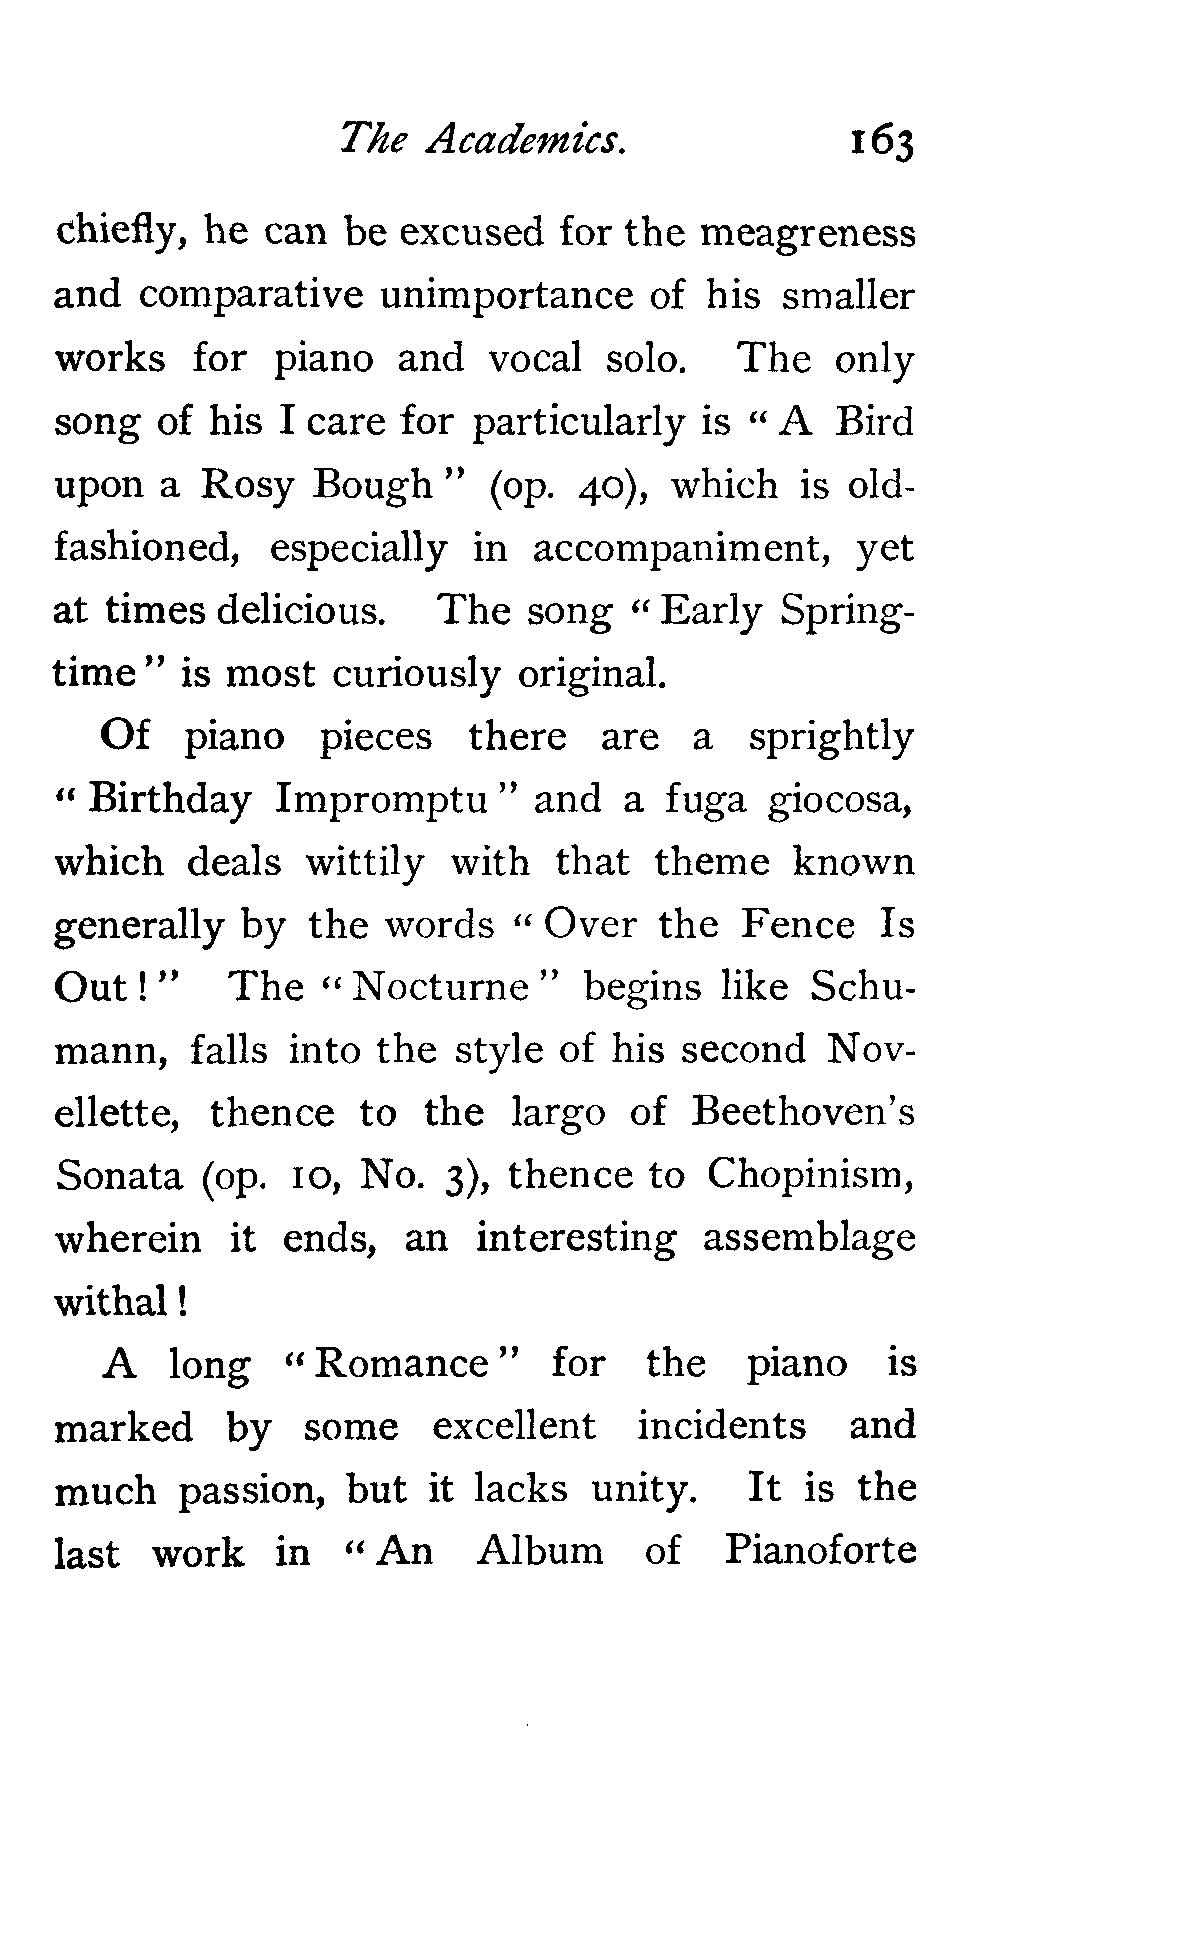 The Academics. 163
chiefly, he can be excused for the meagreness
and comparative unimportance of his smaller
works for piano and vocal solo. The only
song of his I care for particularly is “ A Bird
upon a Rosy Bough ” (op. 40), which is old-
fashioned, especially in accompaniment, yet
at times delicious. The song “ Early Spring-
time ” is most curiously original.
Of piano pieces there are a sprightly
“ Birthday Impromptu ” and a fuga giocosa,
which deals wittily with that theme known
generally by the words “ Over the Fence Is
Out ! ” The “ Nocturne ” begins like Schu-
mann, falls into the style of his second Nov-
ellette, thence to the largo of Beethoven's
Sonata (op. 10, No. 3), thence to Chopinism,
wherein it ends, an interesting assemblage
withal !
A long “ Romance ” for the piano is
marked by some excellent incidents and
much passion, but it lacks unity. It is the
last work in “ An Album of Pianoforte